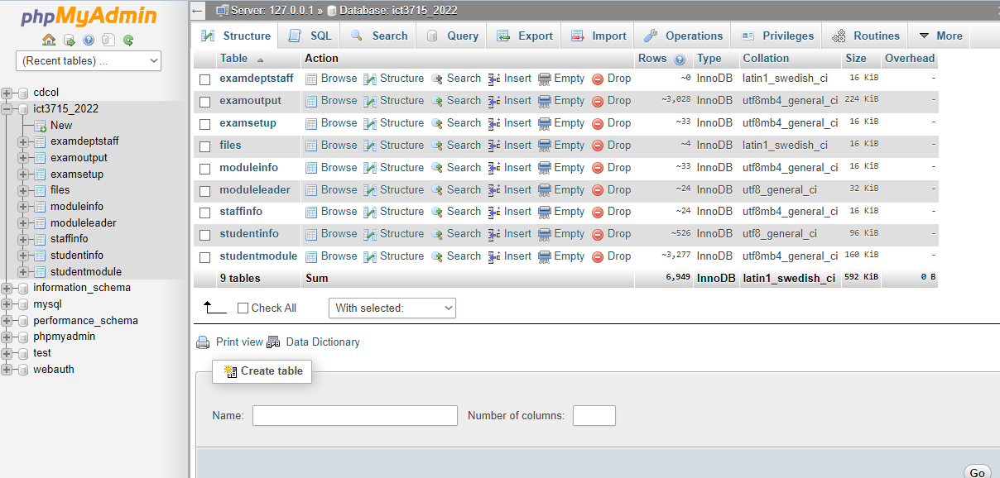 phpMyAdmin
(Recent tables) ...
cdcol
ict3715_2022
New
examdeptstaff
examoutput
examsetup
files
moduleinfo
moduleleader
staffinfo
studentinfo
studentmodule
information_schema
mysql
performance_schema
phpmyadmin
test
webauth
Server: 127.0.0.1 » Database: ict3715_2022
Structure SQL Search Query Export Import Operations Privileges Routines More
Table Action Rows Type Collation Size Overhead
examdeptstaff Browse Structure Search Insert Empty Drop ~0 InnoDB latin1_swedish_ci 16 KiB -
examoutput Browse Structure Search Insert Empty Drop ~3,028 InnoDB utf8mb4_general_ci 224 KiB -
examsetup Browse Structure Search Insert Empty Drop ~33 InnoDB utf8mb4_general_ci 16 KiB -
files Browse Structure Search Insert Empty Drop ~4 InnoDB latin1_swedish_ci 16 KiB -
moduleinfo Browse Structure Search Insert Empty Drop ~33 InnoDB utf8mb4_general_ci 16 KiB -
moduleleader Browse Structure Search Insert Empty Drop ~24 InnoDB utf8_general_ci 32 KiB -
staffinfo Browse Structure Search Insert Empty Drop ~24 InnoDB utf8mb4_general_ci 16 KiB -
studentinfo Browse Structure Search Insert Empty Drop ~526 InnoDB utf8_general_ci 96 KiB -
studentmodule Browse Structure Search Insert Empty Drop ~3,277 InnoDB utf8mb4_general_ci 160 KiB -
9 tables Sum 6,949 InnoDB latin1_swedish_ci 592 KiB 0 B
Check All With selected:
Print view Data Dictionary
Create table
Name: Number of columns:
Go